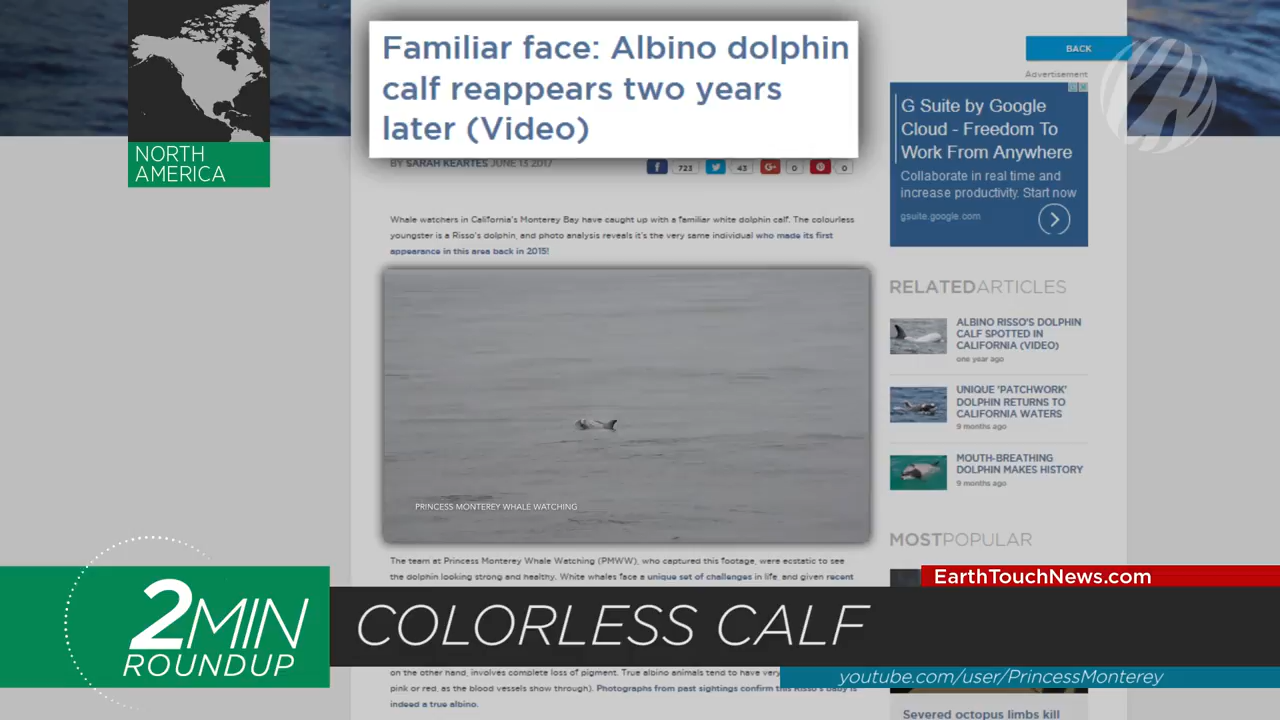 NORTH
AMERICA
Familiar face: Albino dolphin
calf reappears two years
later (Video)
BY SARAH KEARTES JUNE 13 2017
723
43
0
0
Whale watchers in California's Monterey Bay have caught up with a familiar white dolphin calf. The colourless
youngster is a Risso's dolphin, and photo analysis reveals it's the very same individual who made its first
appearance in this area back in 2015!
PRINCESS MONTEREY WHALE WATCHING
The team at Princess Monterey Whale Watching (PMWW), who captured this footage, were ecstatic to see
the dolphin looking strong and healthy. White whales face a unique set of challenges in life, and given recent
on the other hand, involves complete loss of pigment. True albino animals tend to have very
pink or red, as the blood vessels show through). Photographs from past sightings confirm this Risso's baby is
indeed a true albino.
BACK
Advertisement
G Suite by Google
Cloud - Freedom To
Work From Anywhere
Collaborate in real time and
increase productivity. Start now
gsuite.google.com
RELATEDARTICLES
ALBINO RISSO'S DOLPHIN
CALF SPOTTED IN
CALIFORNIA (VIDEO)
one year ago
UNIQUE 'PATCHWORK'
DOLPHIN RETURNS TO
CALIFORNIA WATERS
9 months ago
MOUTH-BREATHING
DOLPHIN MAKES HISTORY
9 months ago
MOSTPOPULAR
EarthTouchNews.com
2MIN
ROUNDUP
COLORLESS CALF
youtube.com/user/PrincessMonterey
Severed octopus limbs kill